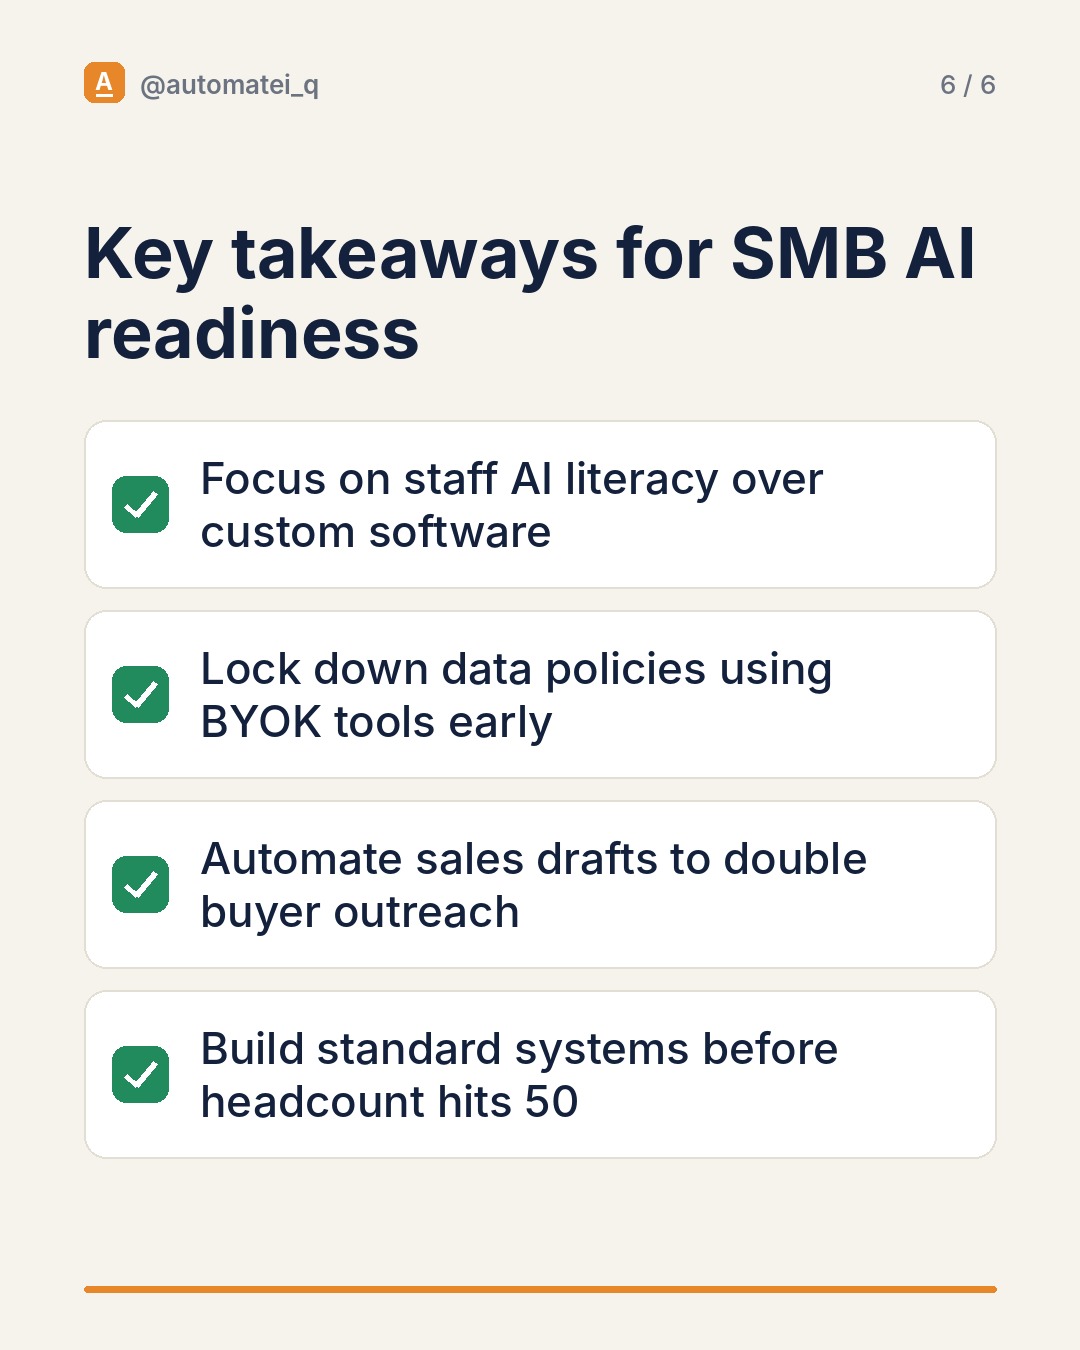 A
@automatei_q
6 / 6
Key takeaways for SMB AI
readiness
Focus on staff AI literacy over
custom software
Lock down data policies using
BYOK tools early
Automate sales drafts to double
buyer outreach
Build standard systems before
headcount hits 50